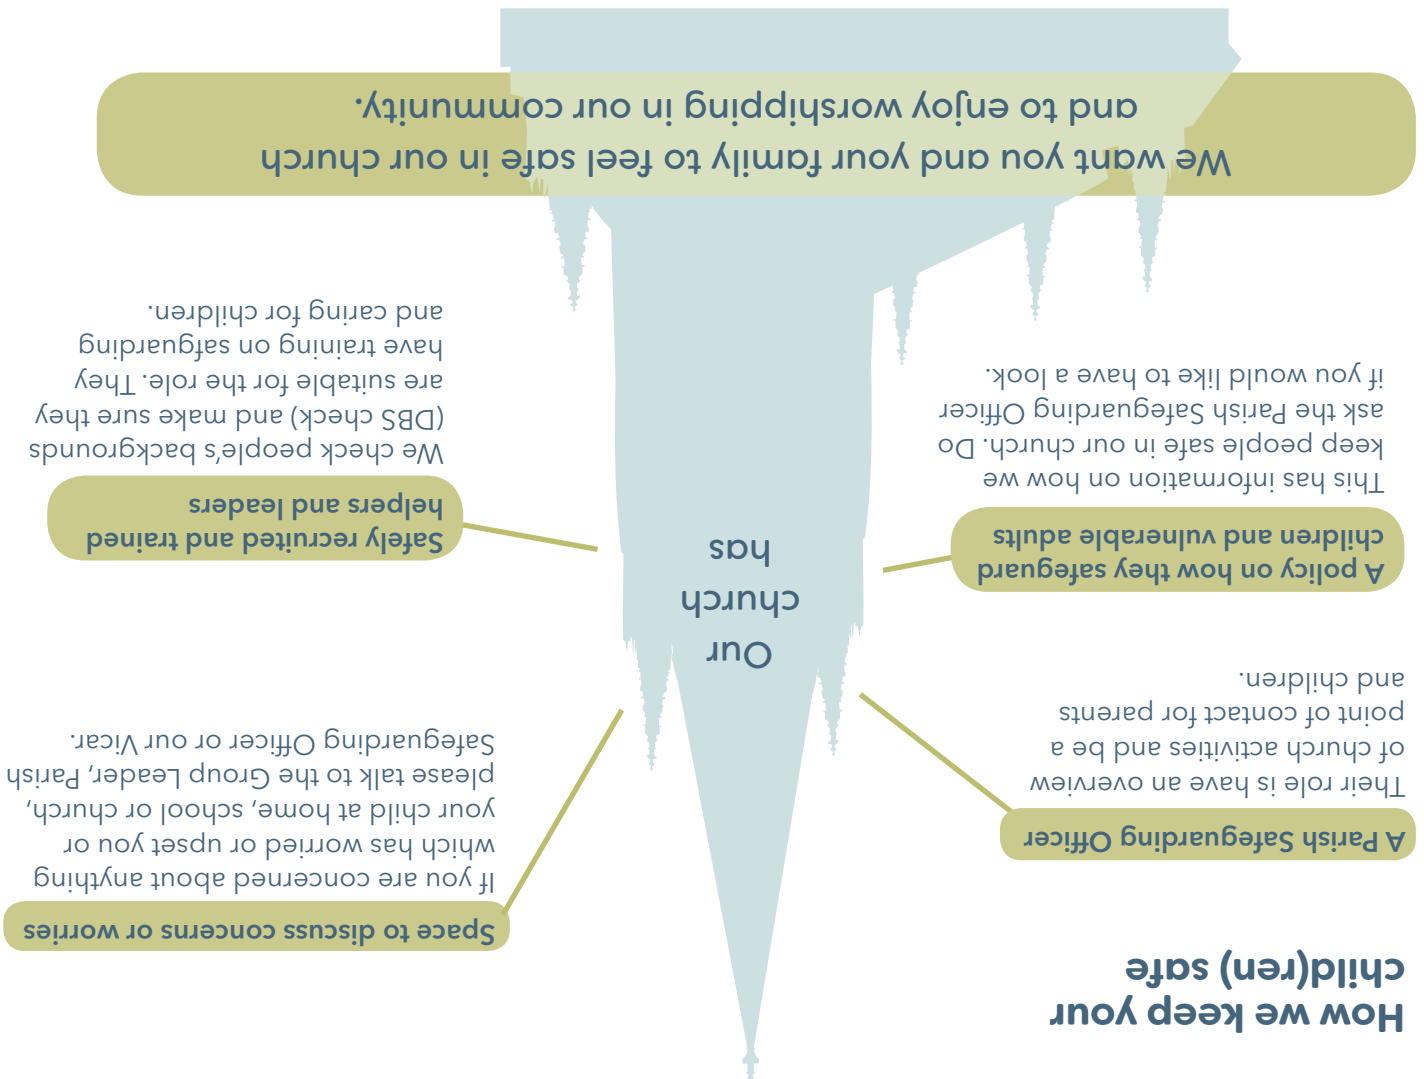 How we keep your
child(ren) safe
A Parish Safeguarding Officer
Their role is have an overview
of church activities and be a
point of contact for parents
and children.
A policy on how they safeguard
children and vulnerable adults
This has information on how we
keep people safe in our church. Do
ask the Parish Safeguarding Officer
if you would like to have a look.
Our
church
has
Space to discuss concerns or worries
If you are concerned about anything
which has worried or upset you or
your child at home, school or church,
please talk to the Group Leader, Parish
Safeguarding Officer or our Vicar.
Safely recruited and trained
helpers and leaders
We check people's backgrounds
(DBS check) and make sure they
are suitable for the role. They
have training on safguarding
and caring for children.
We want you and your family to feel safe in our church
and to enjoy worshipping in our community.